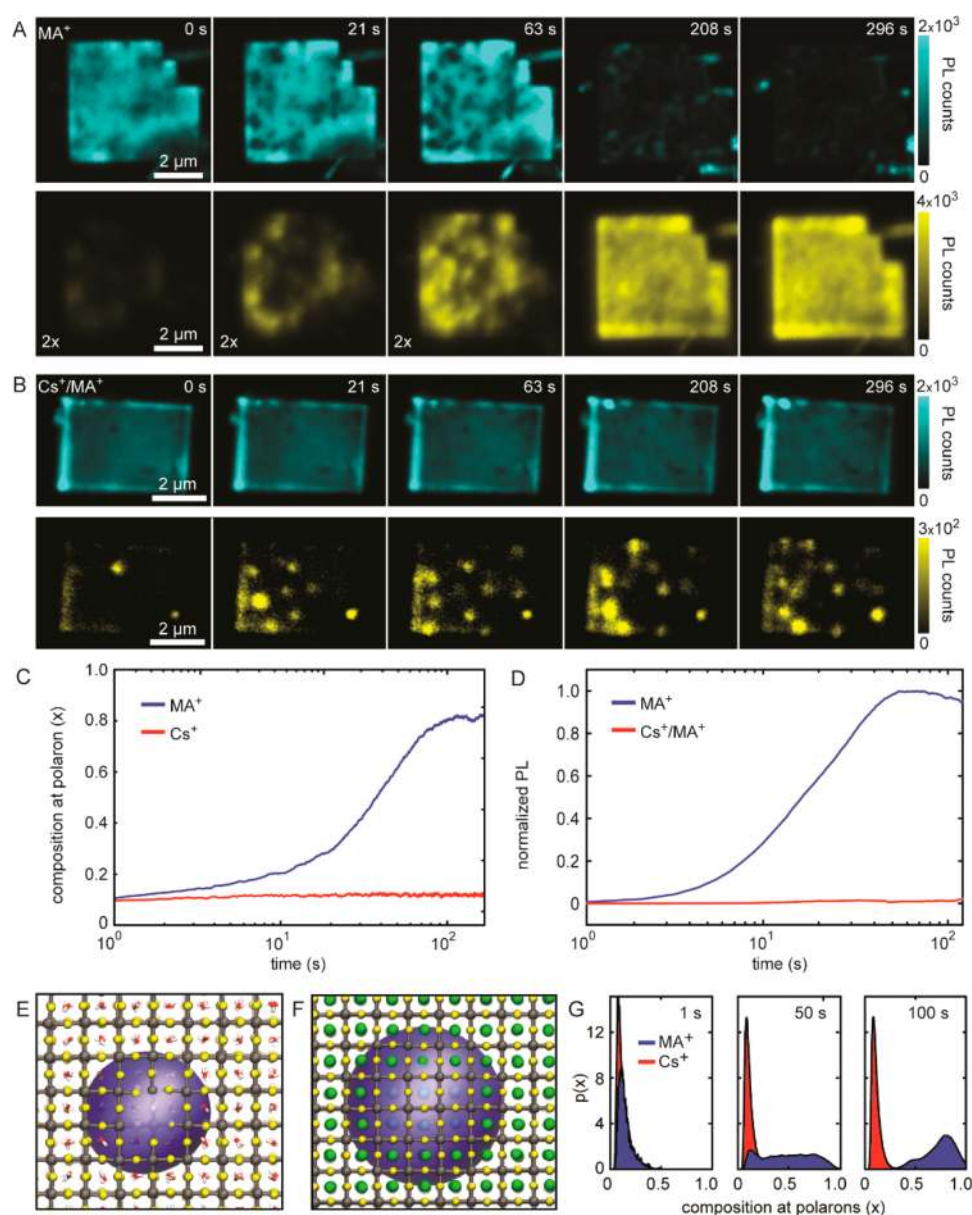 A
MA⁺ 0 s 21 s 63 s 208 s 296 s
2 µm
2x10³
PL counts
0
2x 2x 2x
2 µm
4x10³
PL counts
0
B
Cs⁺/MA⁺ 0 s 21 s 63 s 208 s 296 s
2 µm
2x10³
PL counts
0
2 µm
3x10²
PL counts
0
C
composition at polaron (x)
1.0
0.8
0.6
0.4
0.2
0
MA⁺
Cs⁺
10⁰ 10¹ 10²
time (s)
D
normalized PL
1.0
0.8
0.6
0.4
0.2
0
MA⁺
Cs⁺/MA⁺
10⁰ 10¹ 10²
time (s)
E
F
G
p(x)
12
8
4
0
1 s 50 s 100 s
MA⁺
Cs⁺
0 0.5 1.0 0 0.5 1.0 0 0.5 1.0
composition at polarons (x)